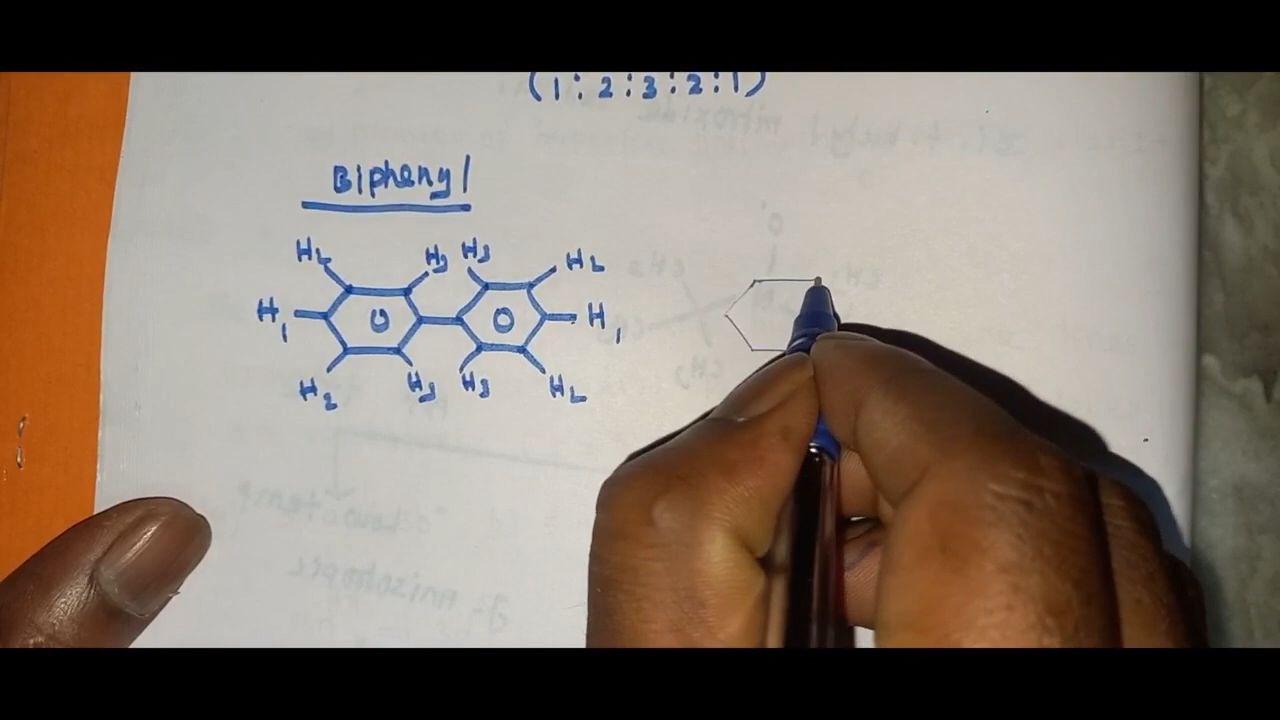 (1:2:3:2:1)
Biphenyl
H2 H3 H3 H2
H1 H1
H2 H3 H3 H2